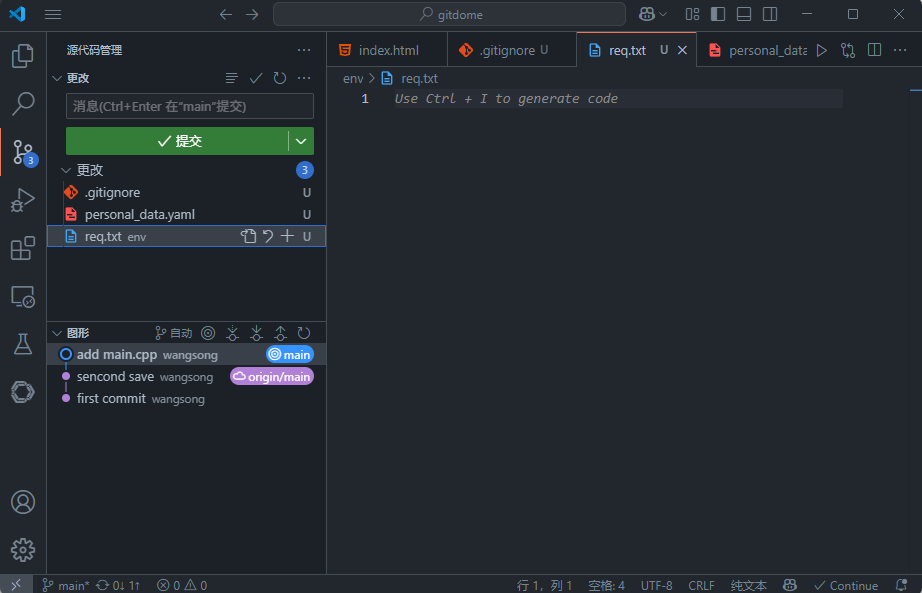 gitdome
源代码管理
更改
消息(Ctrl+Enter 在"main"提交)
提交
更改 3
.gitignore U
personal_data.yaml U
req.txt env U
图形 自动
add main.cpp wangsong main
sencond save wangsong origin/main
first commit wangsong
3
index.html .gitignore U req.txt U personal_data
env req.txt
1 Use Ctrl + I to generate code
main* 0↓ 1↑ 0 0 行 1，列 1 空格: 4 UTF-8 CRLF 纯文本 Continue